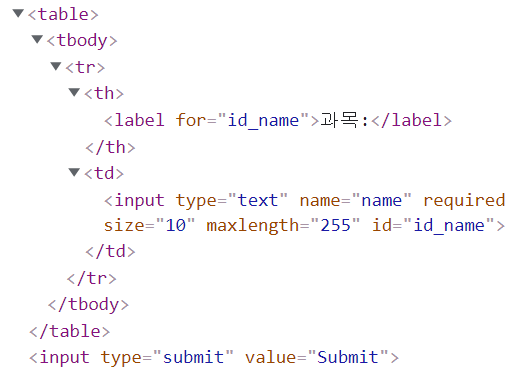 <table>
<tbody>
<tr>
<th>
<label for="id_name">과목:</label>
</th>
<td>
<input type="text" name="name" required
size="10" maxlength="255" id="id_name">
</td>
</tr>
</tbody>
</table>
<input type="submit" value="Submit">